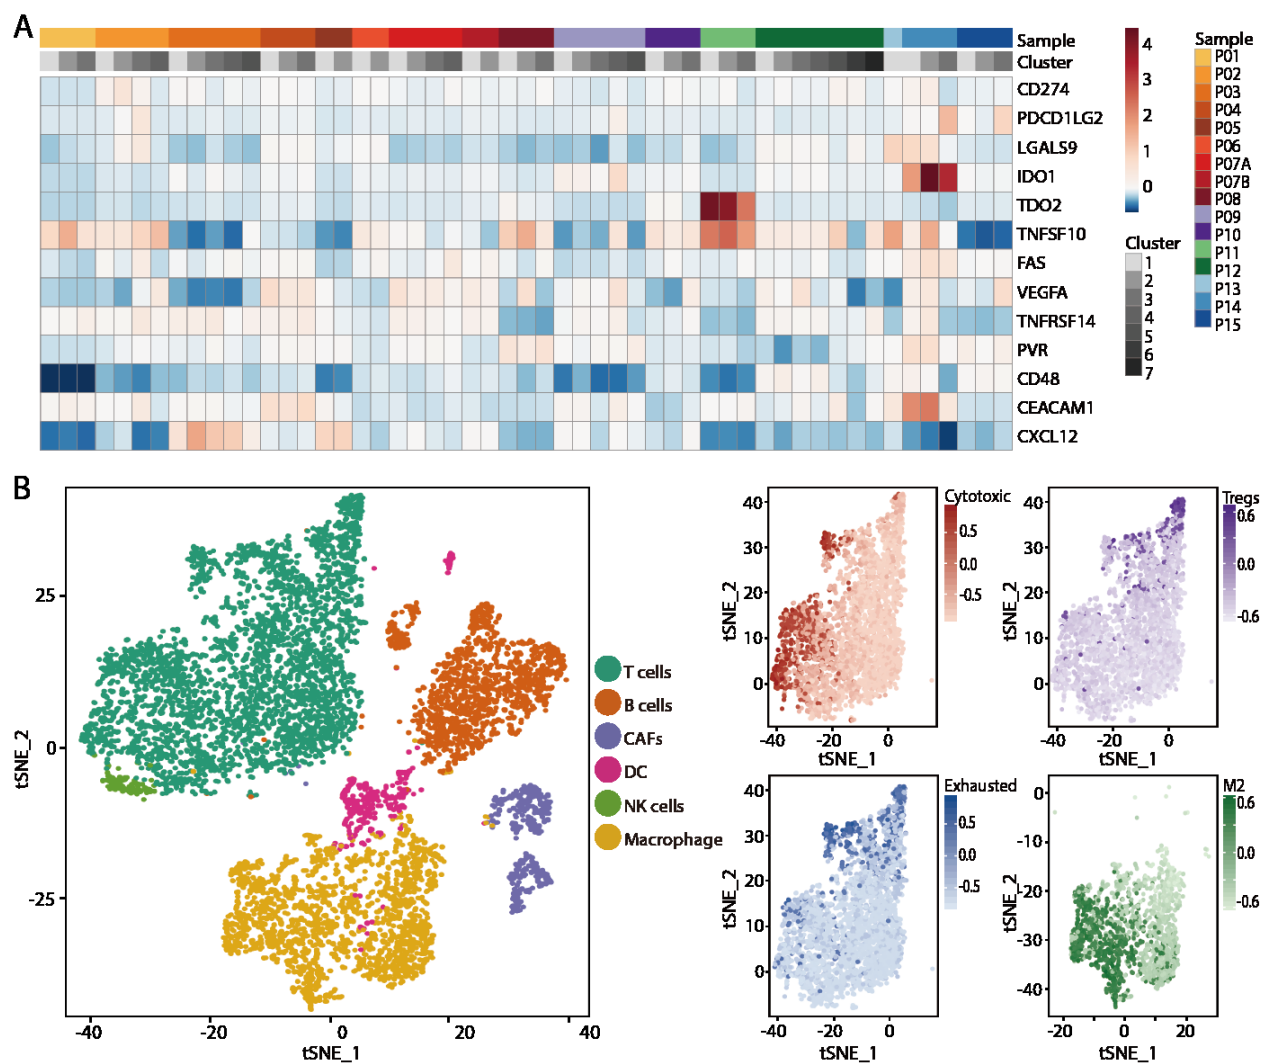 A
Sample
Cluster
CD274
PDCD1LG2
LGALS9
IDO1
TDO2
TNFSF10
FAS
VEGFA
TNFRSF14
PVR
CD48
CEACAM1
CXCL12
4
3
2
1
0
Cluster
1
2
3
4
5
6
7
Sample
P01
P02
P03
P04
P05
P06
P07A
P07B
P08
P09
P10
P11
P12
P13
P14
P15
B
tSNE_2
25
0
-25
-40
-20
0
20
40
tSNE_1
T cells
B cells
CAFs
DC
NK cells
Macrophage
Cytotoxic
0.5
0.0
-0.5
tSNE_2
40
30
20
10
0
-40
-20
0
tSNE_1
Tregs
0.6
0.0
-0.6
tSNE_2
40
30
20
10
0
-40
-20
0
tSNE_1
Exhausted
0.5
0.0
-0.5
tSNE_2
40
30
20
10
0
-40
-20
0
tSNE_1
M2
0.6
0.0
-0.6
tSNE_2
0
-10
-20
-30
-40
-20
0
20
tSNE_1